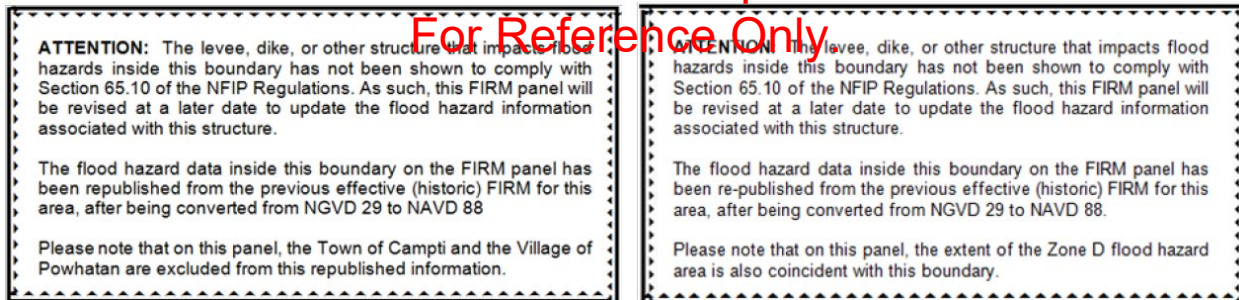 For Reference Only.
ATTENTION: The levee, dike, or other structure that impacts flood
hazards inside this boundary has not been shown to comply with
Section 65.10 of the NFIP Regulations. As such, this FIRM panel will
be revised at a later date to update the flood hazard information
associated with this structure.
The flood hazard data inside this boundary on the FIRM panel has
been republished from the previous effective (historic) FIRM for this
area, after being converted from NGVD 29 to NAVD 88
Please note that on this panel, the Town of Campti and the Village of
Powhatan are excluded from this republished information.
ATTENTION: The levee, dike, or other structure that impacts flood
hazards inside this boundary has not been shown to comply with
Section 65.10 of the NFIP Regulations. As such, this FIRM panel will
be revised at a later date to update the flood hazard information
associated with this structure.
The flood hazard data inside this boundary on the FIRM panel has
been re-published from the previous effective (historic) FIRM for this
area, after being converted from NGVD 29 to NAVD 88.
Please note that on this panel, the extent of the Zone D flood hazard
area is also coincident with this boundary.